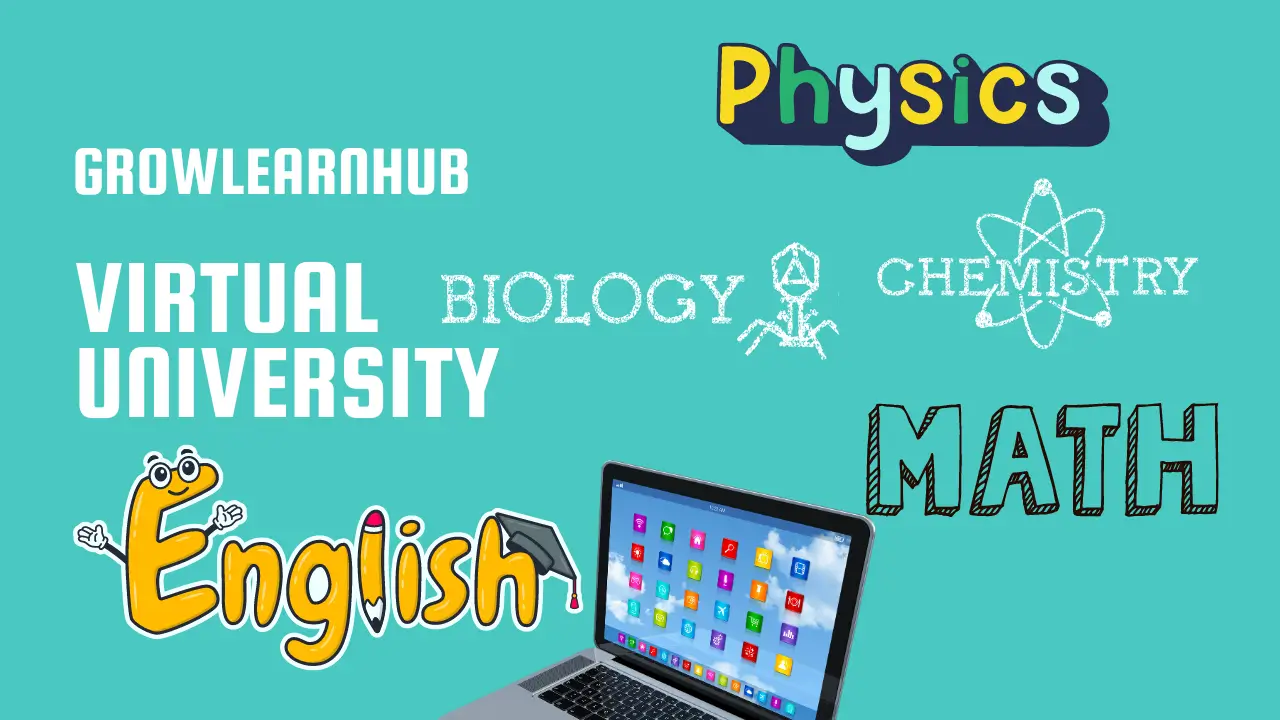 Physics
GROWLEARNHUB
VIRTUAL
UNIVERSITY
BIOLOGY
CHEMISTRY
MATH
English